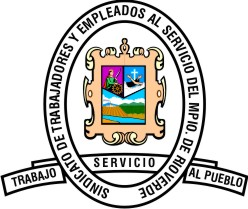 SINDICATO DE TRABAJADORES Y EMPLEADOS AL SERVICIO DEL MPIO. DE RIOVERDE
SERVICIO
TRABAJO
AL PUEBLO